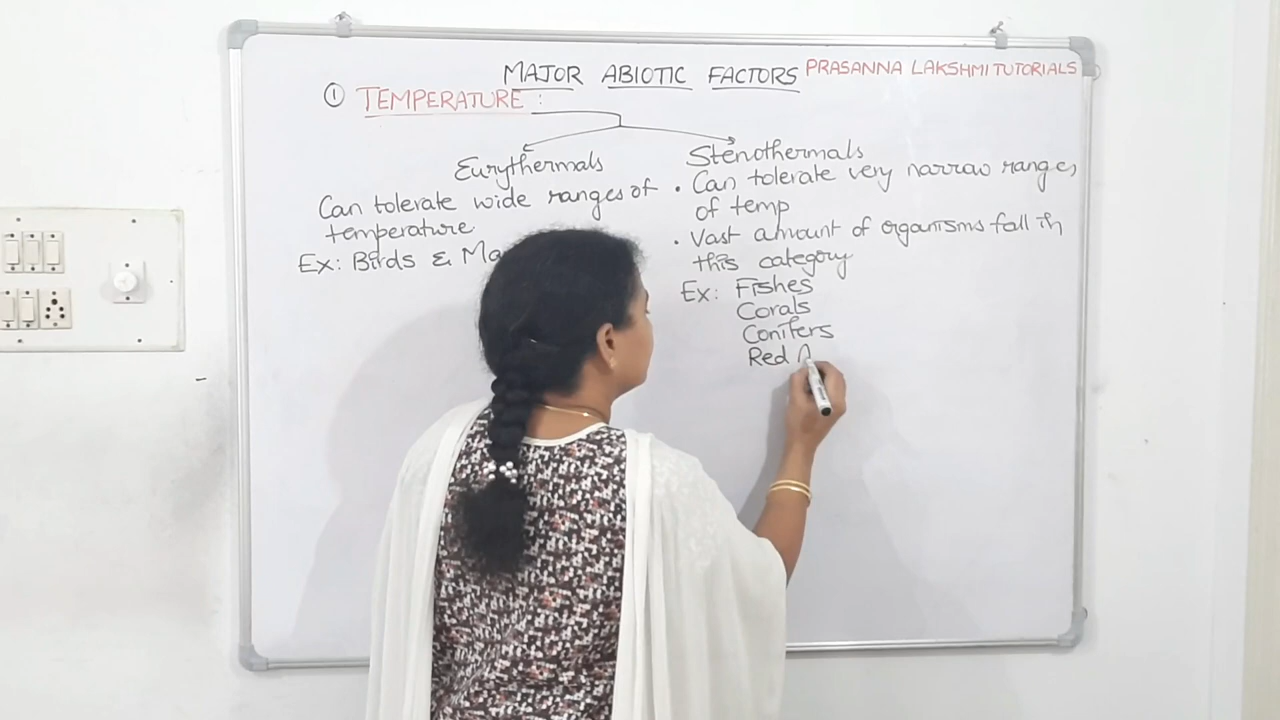 MAJOR ABIOTIC FACTORS
PRASANNA LAKSHMI TUTORIALS
① TEMPERATURE :
Eurythermals
Can tolerate wide ranges of
temperature
Ex: Birds & Ma
Stenothermals
• Can tolerate very narrow ranges
of temp
• Vast amount of organisms fall in
this category
Ex: Fishes
Corals
Conifers
Red